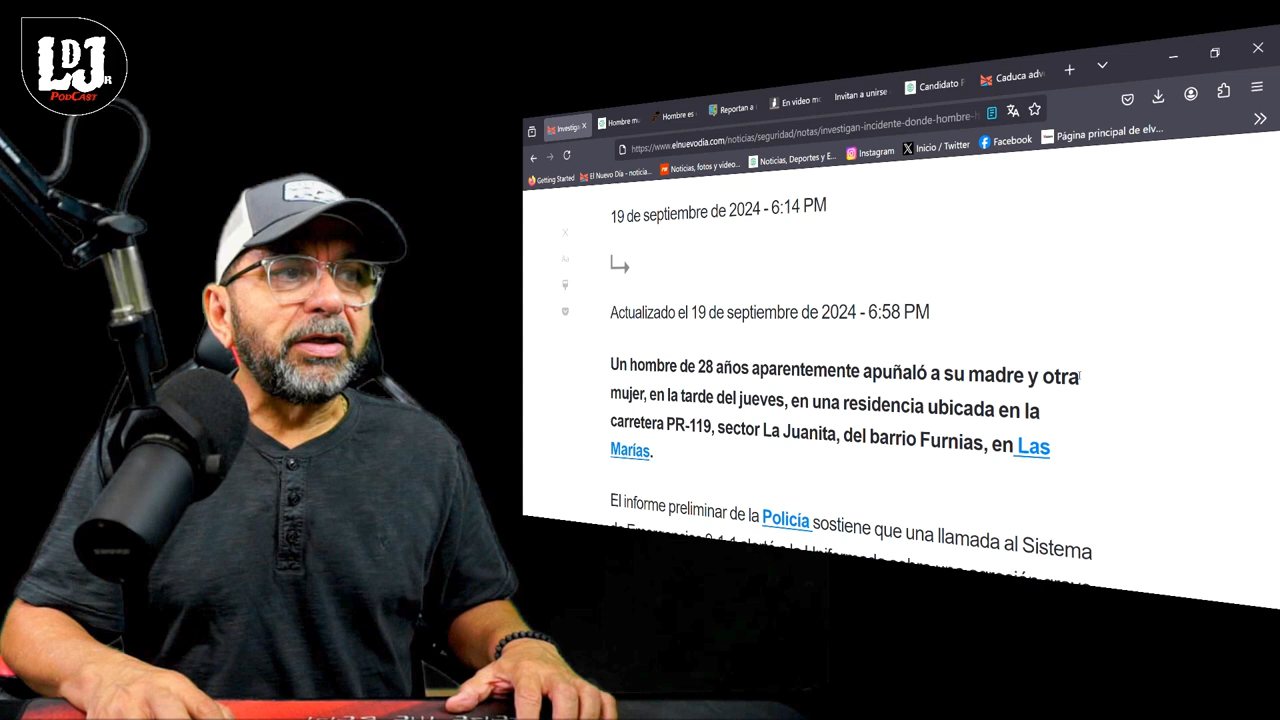 LDJR
PodCast
Investiga
Hombre mu
Hombre es
Reportan a
En video mo
Invitan a unirse
Candidato P
Caduca adv
https://www.elnuevodia.com/noticias/seguridad/notas/investigan-incidente-donde-hombre-h
Getting Started
El Nuevo Día - noticia...
Noticias, fotos y video...
Noticias, Deportes y E...
Instagram
Inicio / Twitter
Facebook
Página principal de elv...
19 de septiembre de 2024 - 6:14 PM
Actualizado el 19 de septiembre de 2024 - 6:58 PM
Un hombre de 28 años aparentemente apuñaló a su madre y otra
mujer, en la tarde del jueves, en una residencia ubicada en la
carretera PR-119, sector La Juanita, del barrio Furnias, en Las
Marías.
El informe preliminar de la Policía sostiene que una llamada al Sistema